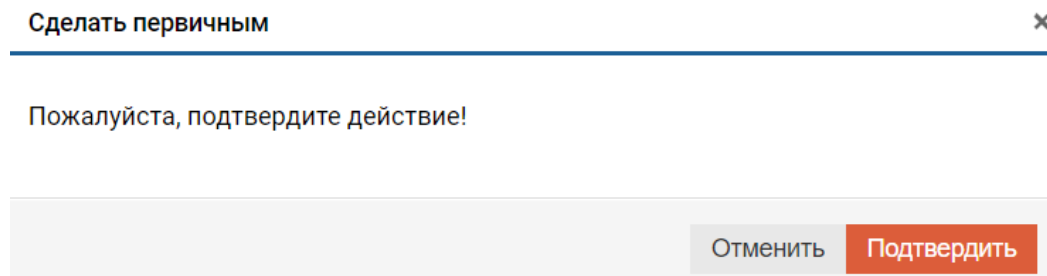 Сделать первичным
Пожалуйста, подтвердите действие!
Отменить Подтвердить